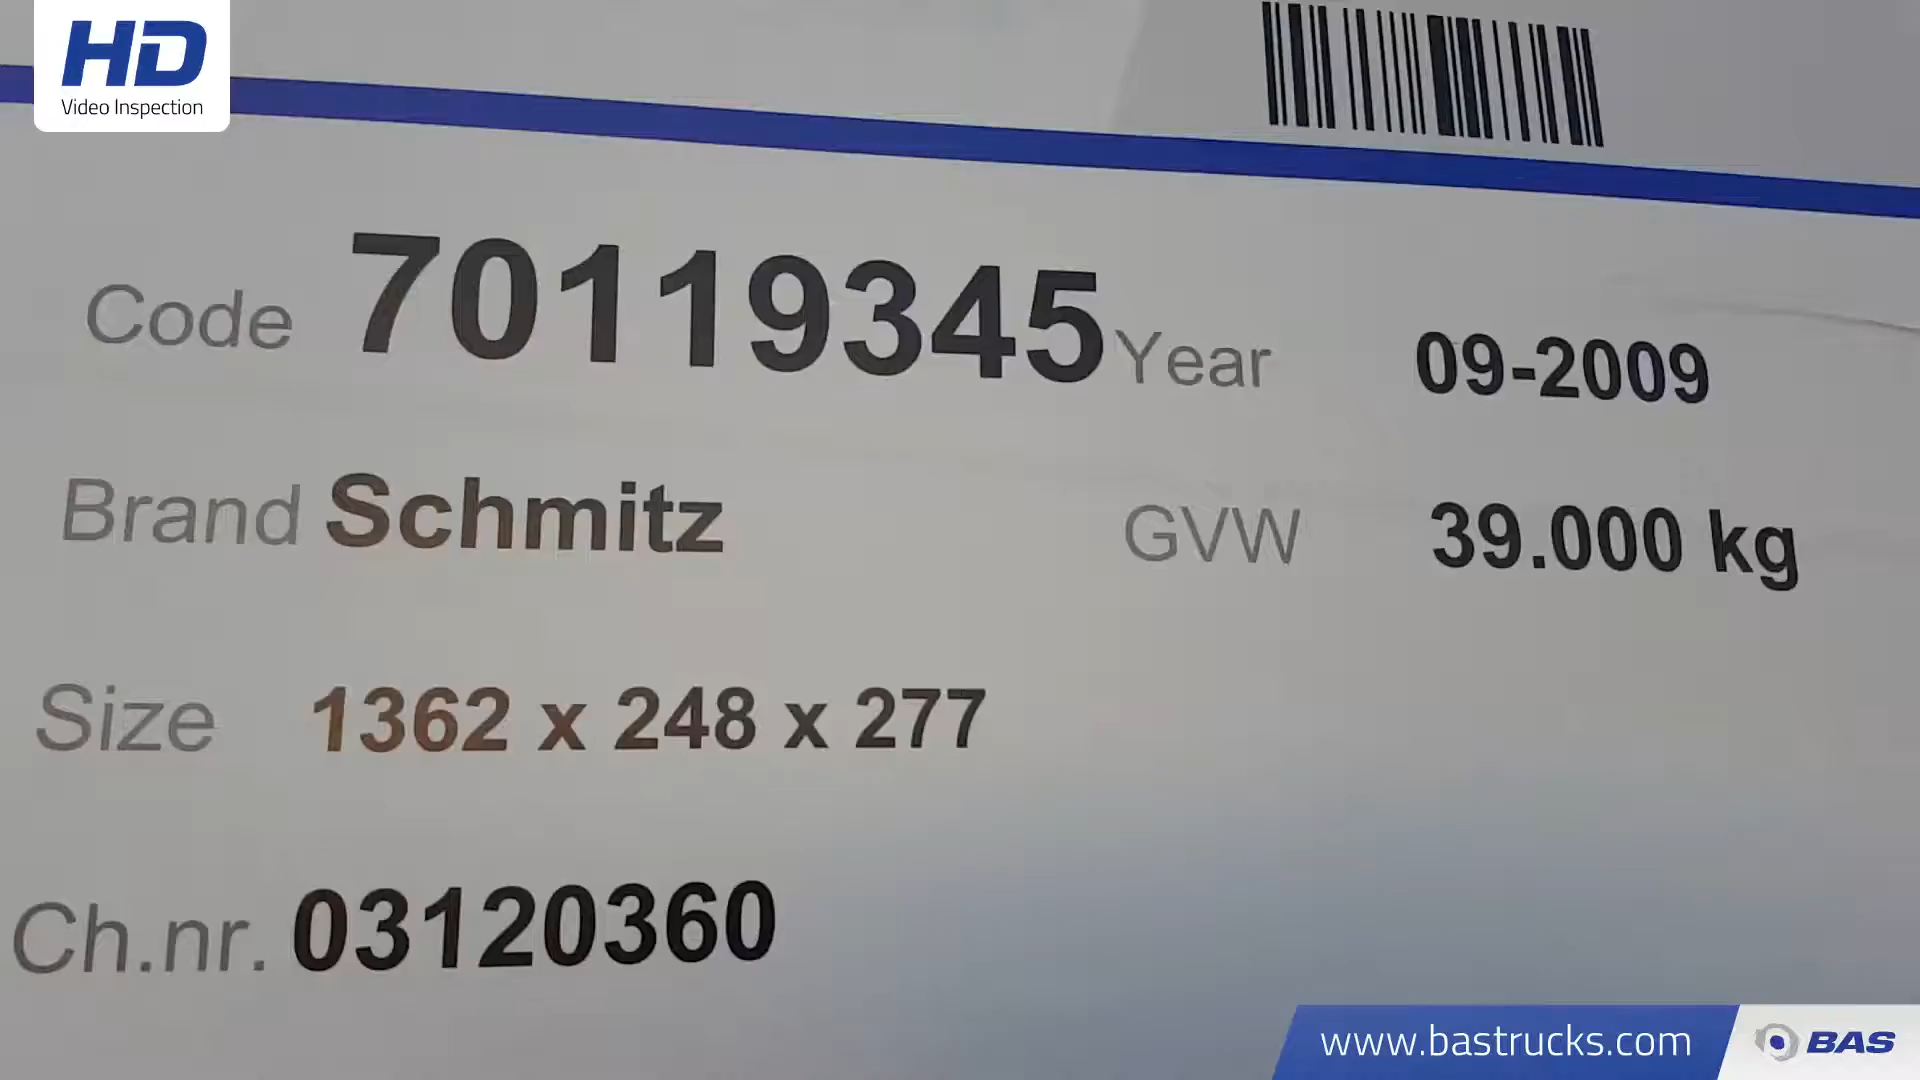 HD
Video Inspection
Code 70119345 Year 09-2009
Brand Schmitz GVW 39.000 kg
Size 1362 x 248 x 277
Ch.nr. 03120360
www.bastrucks.com BAS